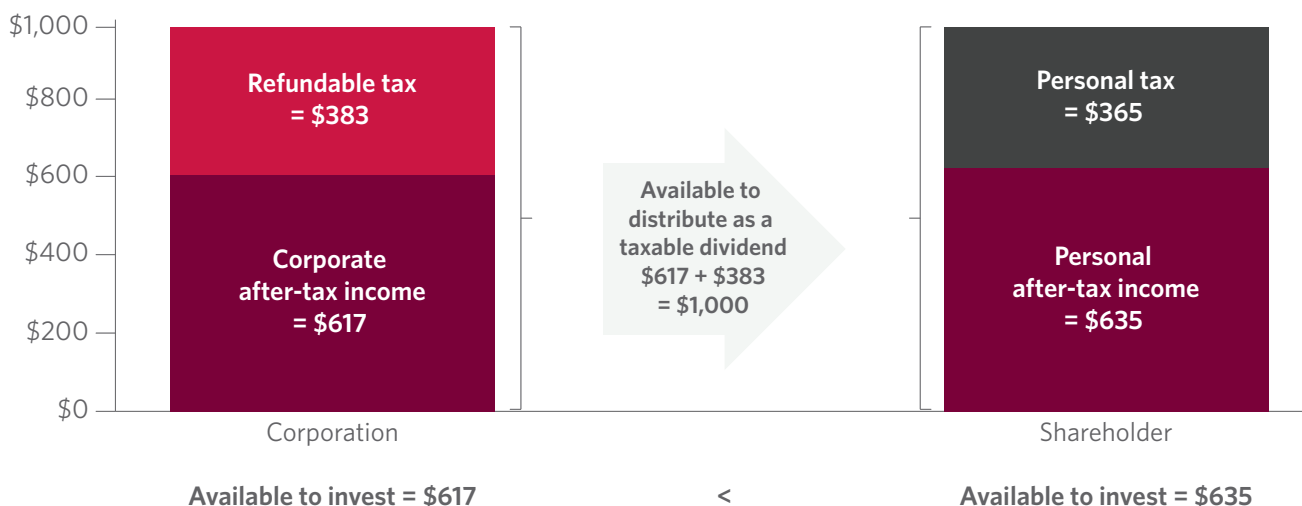 $1,000
$800
$600
$400
$200
$0
Refundable tax
= $383
Corporate
after-tax income
= $617
Available to
distribute as a
taxable dividend
$617 + $383
= $1,000
Personal tax
= $365
Personal
after-tax income
= $635
Corporation
Shareholder
Available to invest = $617
<
Available to invest = $635